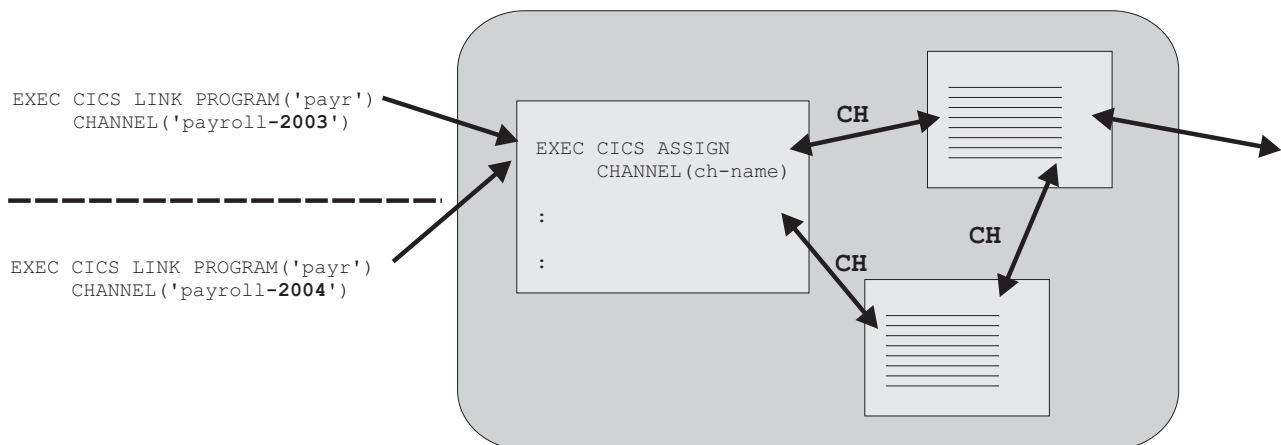 EXEC CICS LINK PROGRAM('payr')
CHANNEL('payroll-2003')
EXEC CICS LINK PROGRAM('payr')
CHANNEL('payroll-2004')
EXEC CICS ASSIGN
CHANNEL(ch-name)
:
:
CH
CH
CH